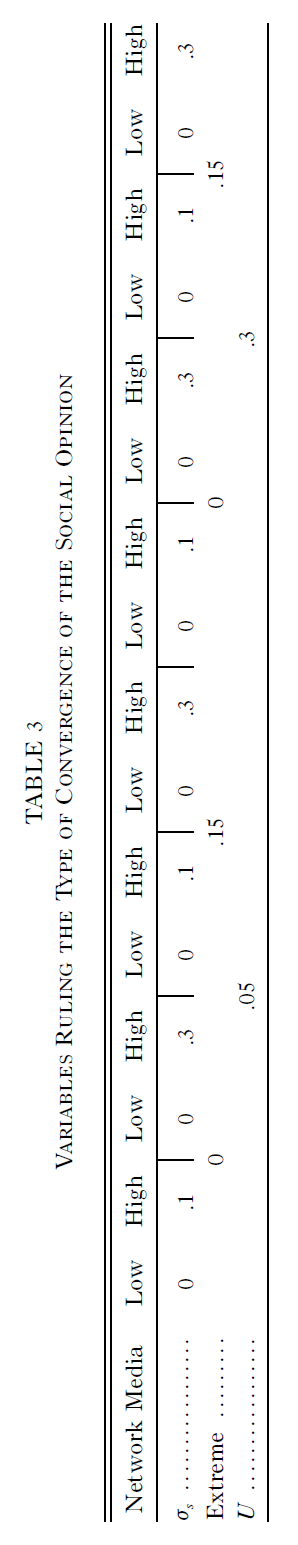 TABLE 3
VARIABLES RULING THE TYPE OF CONVERGENCE OF THE SOCIAL OPINION
Network Media Low High Low High Low High Low High Low High Low High Low High Low High
σs .................. 0 .1 0 .3 0 .1 0 .3 0 .1 0 .3 0 .1 0 .3
Extreme ......... 0 .15 0 .15
U .................. .05 .3